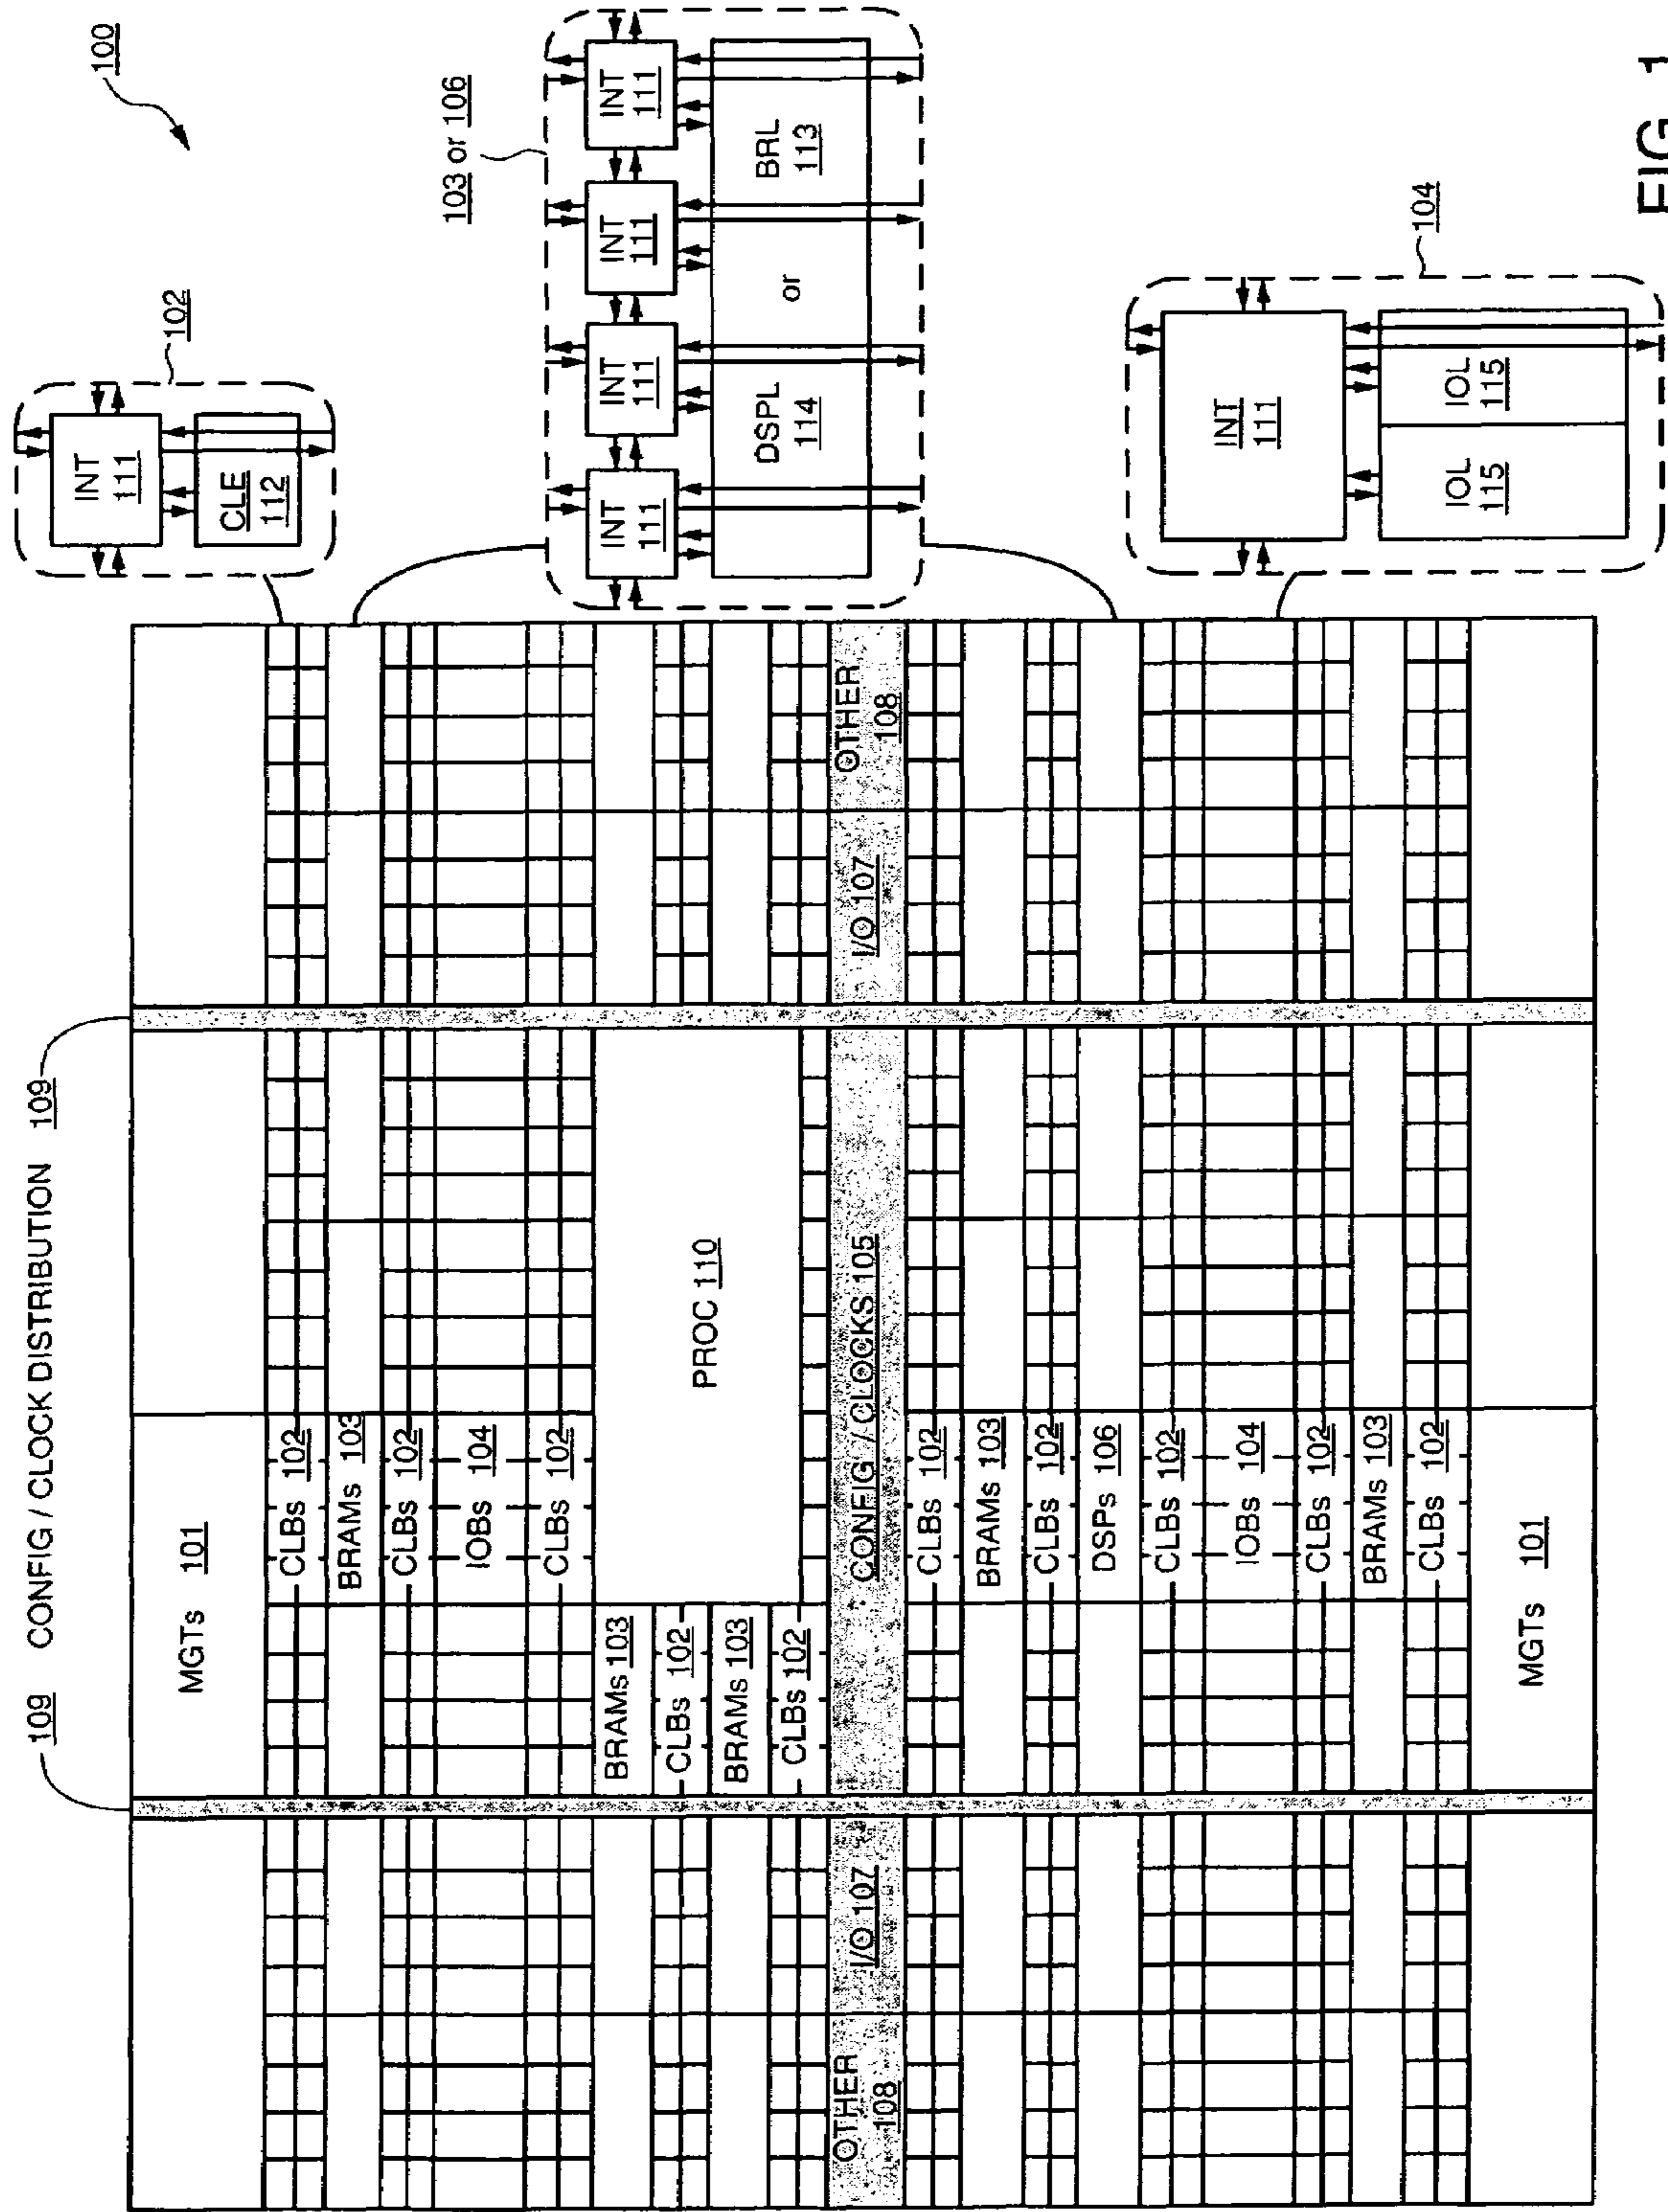 100
109 CONFIG / CLOCK DISTRIBUTION 109
MGTs 101
CLBs 102
BRAMs 103
CLBs 102
IOBs 104
CLBs 102
PROC 110
BRAMs 103
CLBs 102
BRAMs 103
CLBs 102
OTHER
108
I/O 107
CONFIG / CLOCKS 105
I/O 107
OTHER
108
CLBs 102
BRAMs 103
CLBs 102
DSPs 106
CLBs 102
IOBs 104
CLBs 102
BRAMs 103
CLBs 102
MGTs 101
102
INT
111
CLE
112
103 or 106
INT
111
INT
111
INT
111
INT
111
DSPL
114
or
BRL
113
104
INT
111
IOL
115
IOL
115
FIG. 1